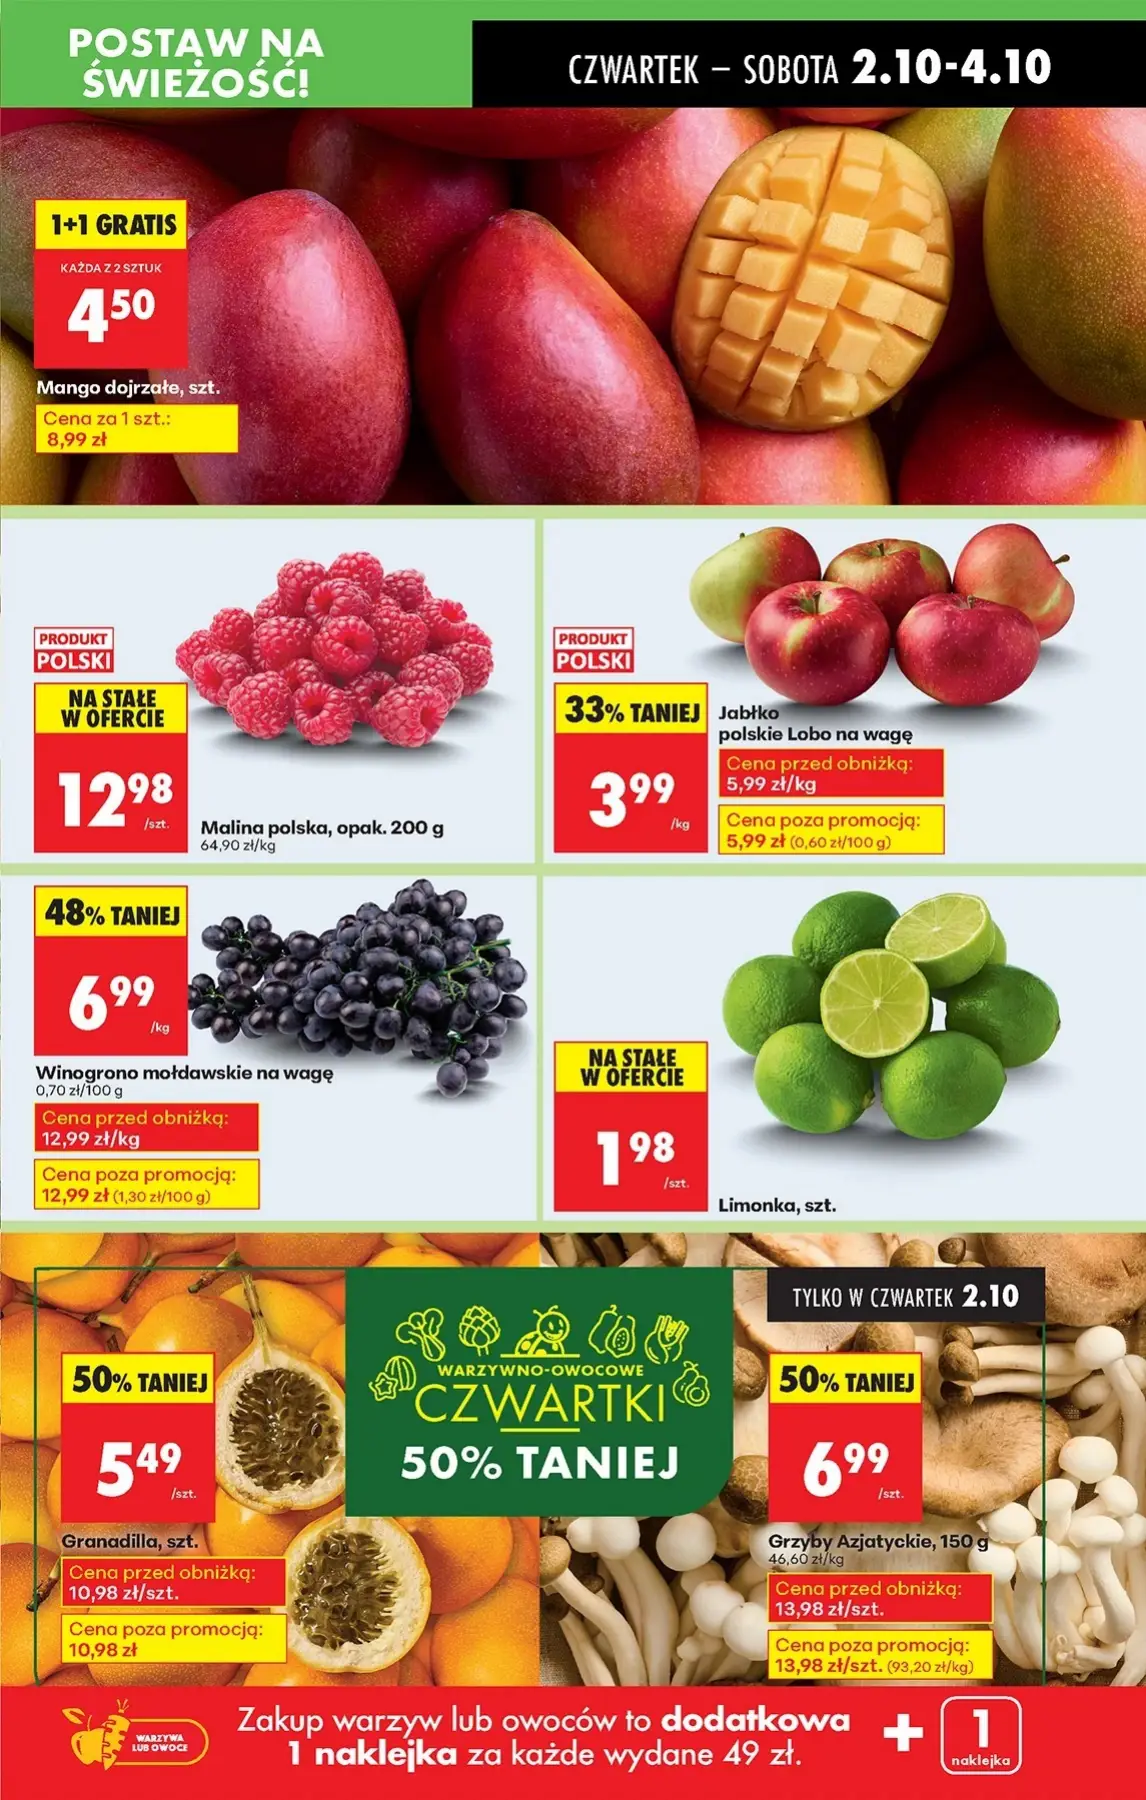 POSTAW NA
ŚWIEŻOŚĆ!
CZWARTEK – SOBOTA 2.10-4.10
1+1 GRATIS
KAŻDA Z 2 SZTUK
4 50
Mango dojrzałe, szt.
Cena za 1 szt.:
8,99 zł
PRODUKT
POLSKI
NA STAŁE
W OFERCIE
12 98
/szt.
Malina polska, opak. 200 g
64,90 zł/kg
PRODUKT
POLSKI
33% TANIEJ
3 99
/kg
Jabłko
polskie Lobo na wagę
Cena przed obniżką:
5,99 zł/kg
Cena poza promocją:
5,99 zł (0,60 zł/100 g)
48% TANIEJ
6 99
/kg
Winogrono mołdawskie na wagę
0,70 zł/100 g
Cena przed obniżką:
12,99 zł/kg
Cena poza promocją:
12,99 zł (1,30 zł/100 g)
NA STAŁE
W OFERCIE
1 98
/szt.
Limonka, szt.
50% TANIEJ
5 49
/szt.
Granadilla, szt.
Cena przed obniżką:
10,98 zł/szt.
Cena poza promocją:
10,98 zł
WARZYWNO-OWOCOWE
CZWARTKI
50% TANIEJ
TYLKO W CZWARTEK 2.10
50% TANIEJ
6 99
/szt.
Grzyby Azjatyckie, 150 g
46,60 zł/kg
Cena przed obniżką:
13,98 zł/szt.
Cena poza promocją:
13,98 zł/szt. (93,20 zł/kg)
WARZYWA
LUB OWOCE
Zakup warzyw lub owoców to dodatkowa
1 naklejka za każde wydane 49 zł.
+
1
naklejka